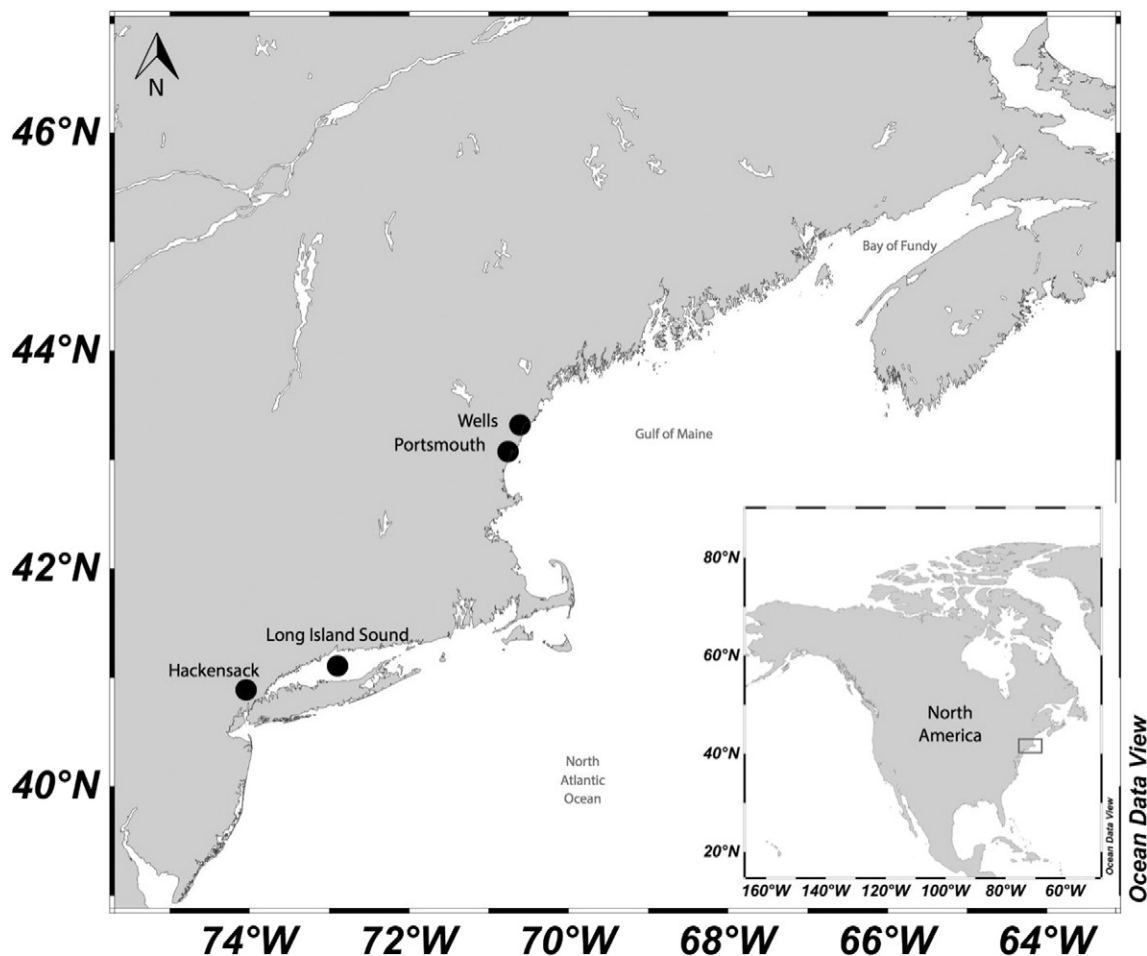 N
46°N
44°N
42°N
40°N
Bay of Fundy
Wells
Portsmouth
Gulf of Maine
Long Island Sound
Hackensack
North
Atlantic
Ocean
80°N
60°N
40°N
20°N
North
America
160°W 140°W 120°W 100°W 80°W 60°W
Ocean Data View
74°W 72°W 70°W 68°W 66°W 64°W
Ocean Data View